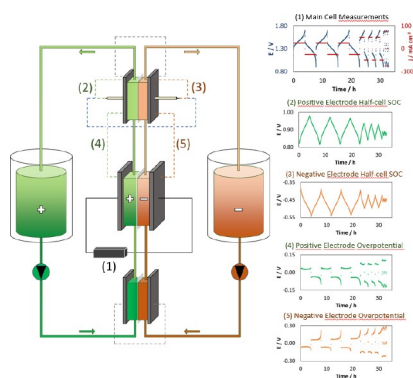 (1) Main Cell Measurements
1.80
1.30
0.80
E / V
100
0
-100
-200
-300
j / mA cm⁻²
0 10 20 30
Time / h
(2) Positive Electrode Half-cell SOC
1.00
0.90
0.80
E / V
0 10 20 30
Time / h
(3) Negative Electrode Half-cell SOC
-0.35
-0.45
-0.55
E / V
0 10 20 30
Time / h
(4) Positive Electrode Overpotential
-0.15
0.00
0.15
E / V
0 10 20 30
Time / h
(5) Negative Electrode Overpotential
0.30
0.00
-0.30
E / V
0 10 20 30
Time / h
(2)
(3)
(4)
(5)
(1)
+
−
+
−